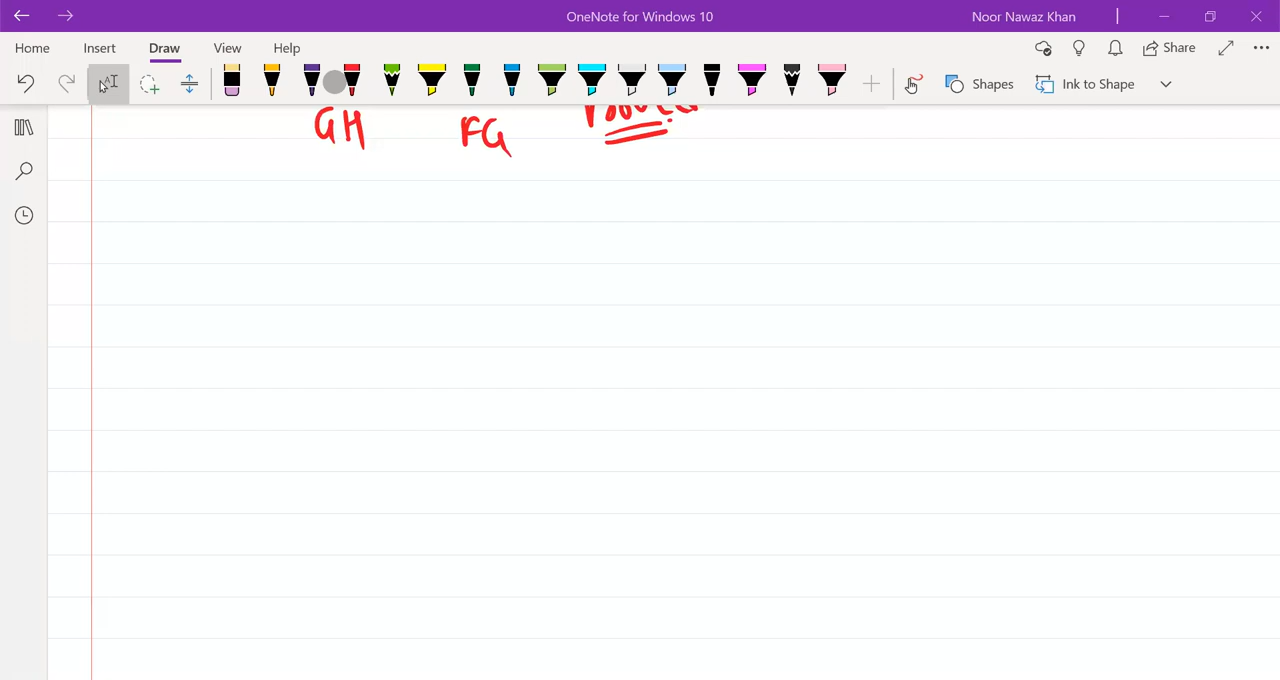 OneNote for Windows 10
Noor Nawaz Khan
Home Insert Draw View Help
Share
Shapes
Ink to Shape
GH FG